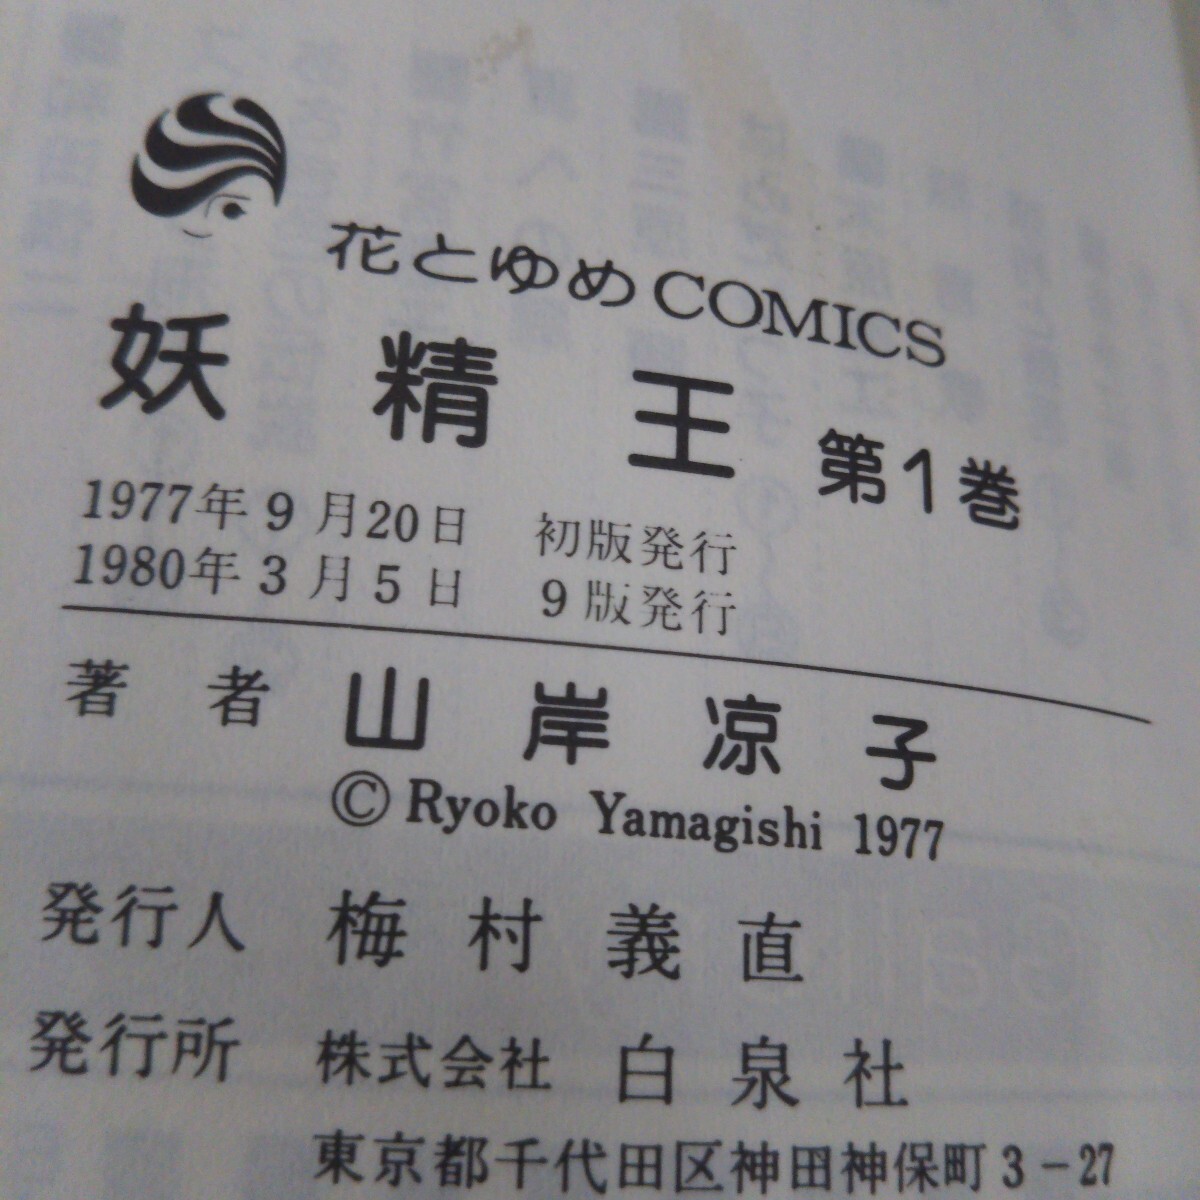 花とゆめCOMICS
妖精王 第1巻
1977年9月20日 初版発行
1980年3月5日 9版発行
著者 山岸凉子
© Ryoko Yamagishi 1977
発行人 梅村義直
発行所 株式会社 白泉社
東京都千代田区神田神保町3-27